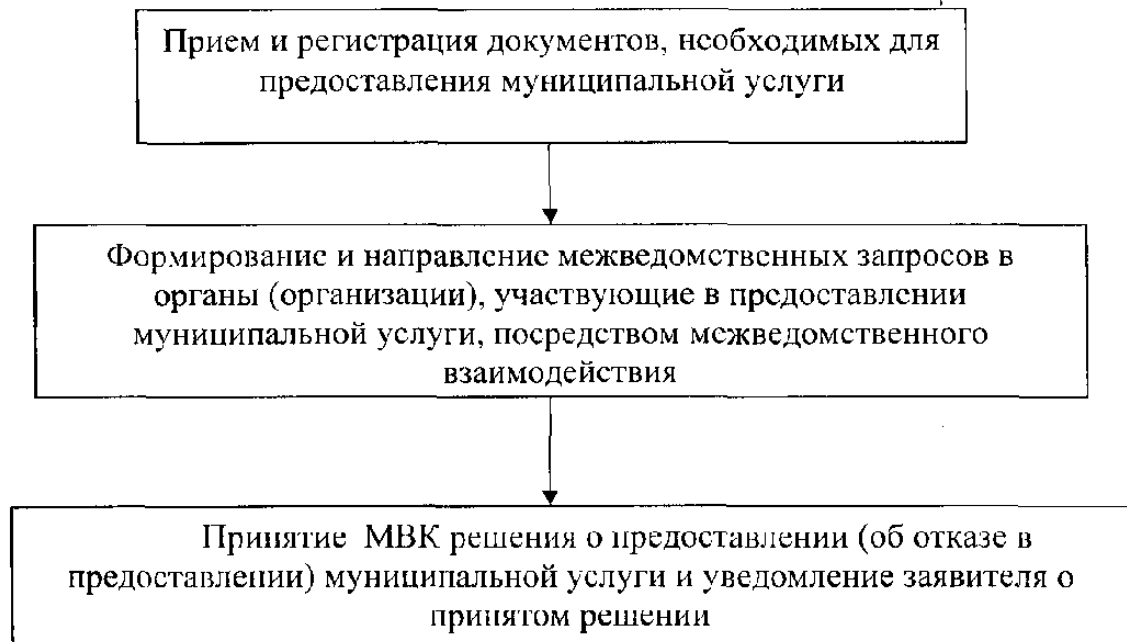 Прием и регистрация документов, необходимых для
предоставления муниципальной услуги
Формирование и направление межведомственных запросов в
органы (организации), участвующие в предоставлении
муниципальной услуги, посредством межведомственного
взаимодействия
Принятие МВК решения о предоставлении (об отказе в
предоставлении) муниципальной услуги и уведомление заявителя о
принятом решении